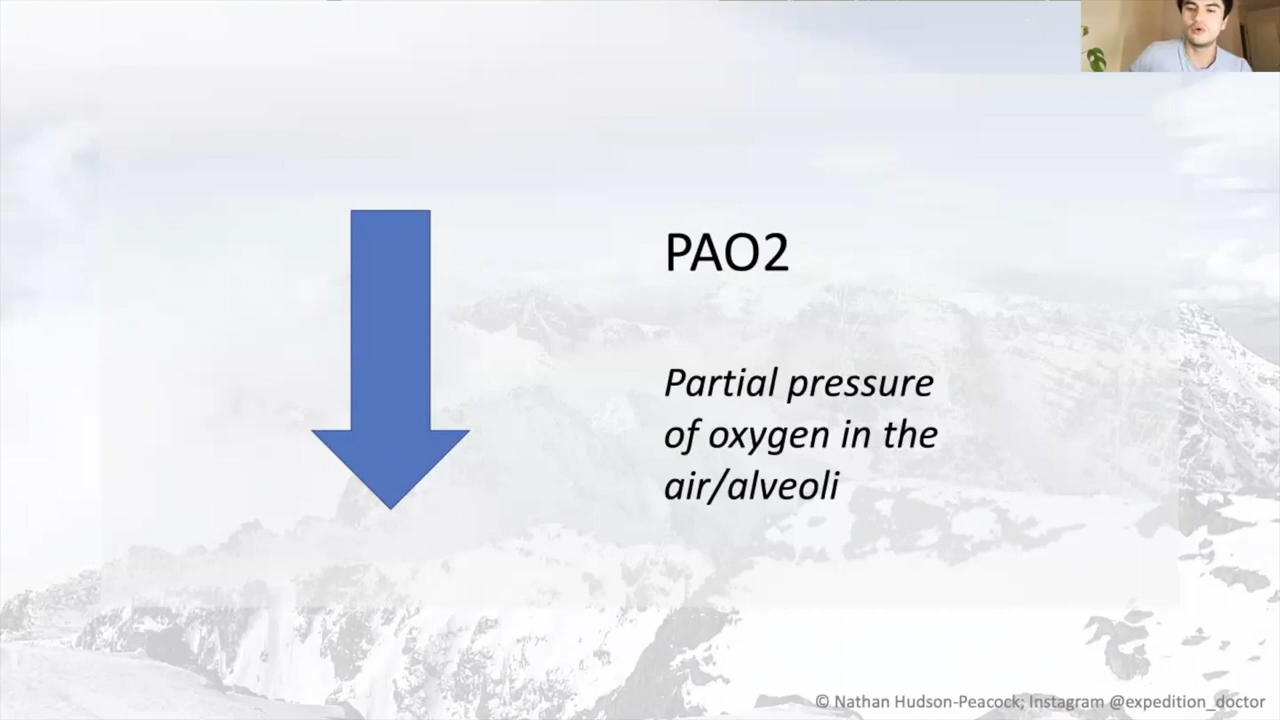 PAO2
Partial pressure
of oxygen in the
air/alveoli
© Nathan Hudson-Peacock; Instagram @expedition_doctor